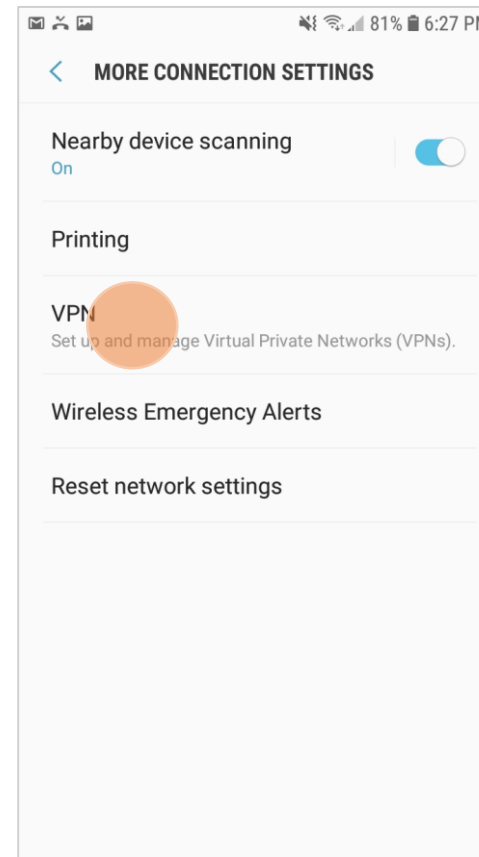 81% 6:27 PM
MORE CONNECTION SETTINGS
Nearby device scanning
On
Printing
VPN
Set up and manage Virtual Private Networks (VPNs).
Wireless Emergency Alerts
Reset network settings